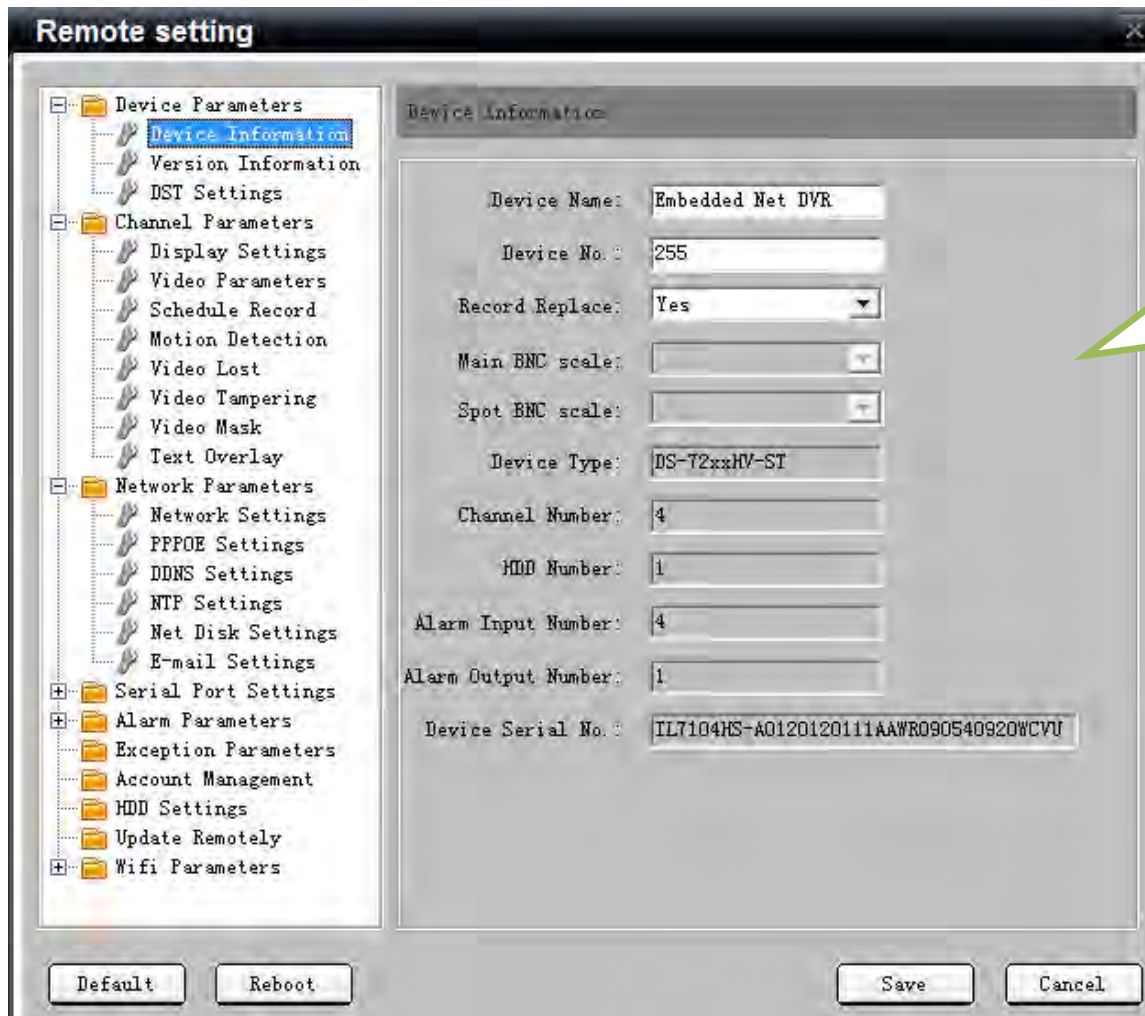 Remote setting
Device Parameters
Device Information
Version Information
DST Settings
Channel Parameters
Display Settings
Video Parameters
Schedule Record
Motion Detection
Video Lost
Video Tampering
Video Mask
Text Overlay
Network Parameters
Network Settings
PPPOE Settings
DDNS Settings
NTP Settings
Net Disk Settings
E-mail Settings
Serial Port Settings
Alarm Parameters
Exception Parameters
Account Management
HDD Settings
Update Remotely
Wifi Parameters
Device Information
Device Name: Embedded Net DVR
Device No.: 255
Record Replace: Yes
Main BNC scale:
Spot BNC scale:
Device Type: DS-72xxHV-ST
Channel Number: 4
HDD Number: 1
Alarm Input Number: 4
Alarm Output Number: 1
Device Serial No.: IL7104HS-A0120120111AAWR090540920WCVU
Default Reboot Save Cancel